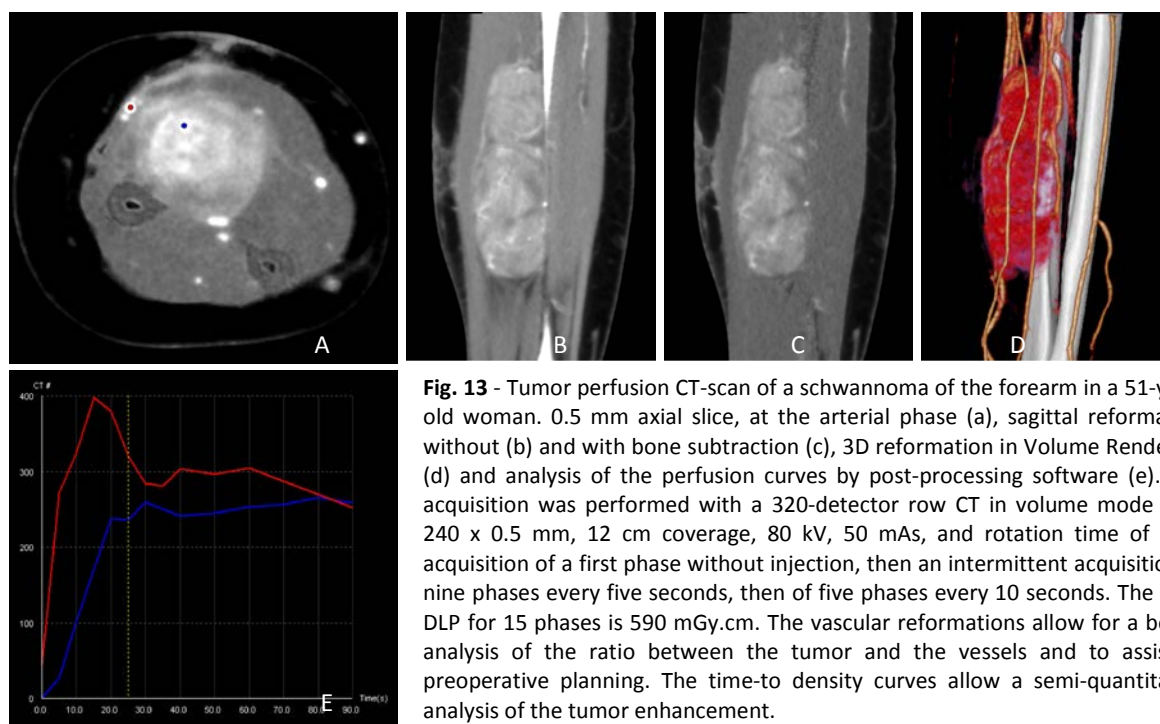 A
B
C
D
CT #
400
300
200
100
0
0.0 5.0 10.0 20.0 30.0 40.0 50.0 60.0 70.0 80.0 90.0
Time(s)
E
Fig. 13 - Tumor perfusion CT-scan of a schwannoma of the forearm in a 51-y
old woman. 0.5 mm axial slice, at the arterial phase (a), sagittal reforma
without (b) and with bone subtraction (c), 3D reformation in Volume Rende
(d) and analysis of the perfusion curves by post-processing software (e).
acquisition was performed with a 320-detector row CT in volume mode
240 x 0.5 mm, 12 cm coverage, 80 kV, 50 mAs, and rotation time of
acquisition of a first phase without injection, then an intermittent acquisitio
nine phases every five seconds, then of five phases every 10 seconds. The
DLP for 15 phases is 590 mGy.cm. The vascular reformations allow for a be
analysis of the ratio between the tumor and the vessels and to assis
preoperative planning. The time-to density curves allow a semi-quantita
analysis of the tumor enhancement.